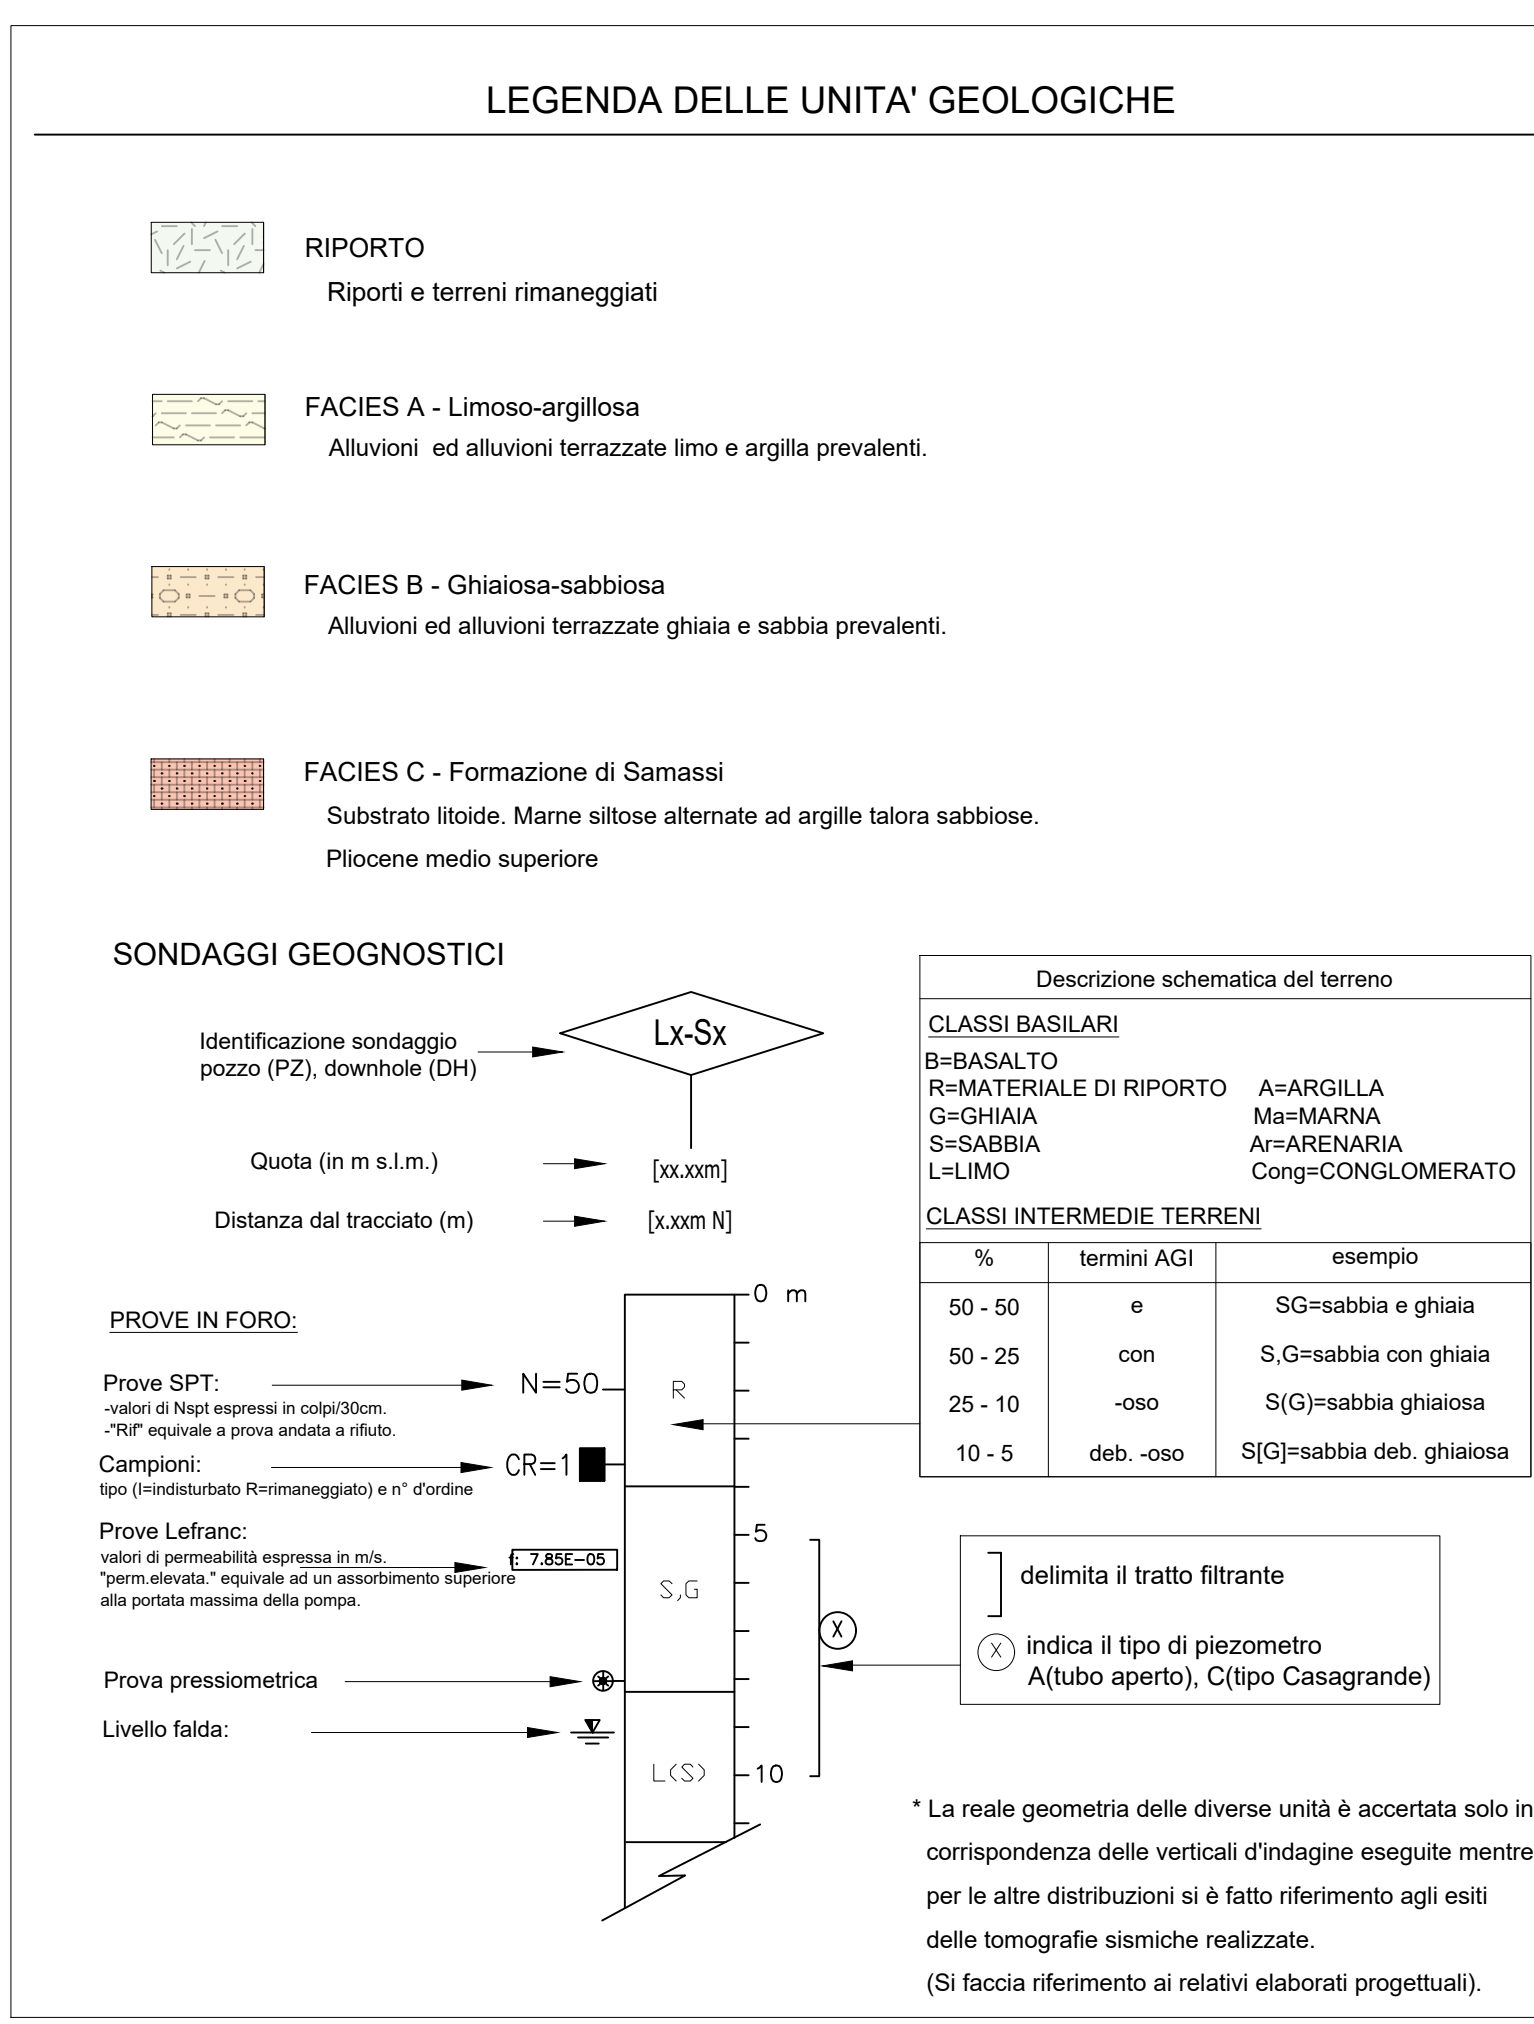 LEGENDA DELLE UNITA' GEOLOGICHE
RIPORTO
Riporti e terreni rimaneggiati
FACIES A - Limoso-argillosa
Alluvioni ed alluvioni terrazzate limo e argilla prevalenti.
FACIES B - Ghiaiosa-sabbiosa
Alluvioni ed alluvioni terrazzate ghiaia e sabbia prevalenti.
FACIES C - Formazione di Samassi
Substrato litoide. Marne siltose alternate ad argille talora sabbiose.
Pliocene medio superiore
SONDAGGI GEOGNOSTICI
Identificazione sondaggio
pozzo (PZ), downhole (DH)
Lx-Sx
Quota (in m s.l.m.)
[xx.xxm]
Distanza dal tracciato (m)
[x.xxm N]
PROVE IN FORO:
Prove SPT:
-valori di Nspt espressi in colpi/30cm.
-"Rif" equivale a prova andata a rifiuto.
N=50
Campioni:
tipo (I=indisturbato R=rimaneggiato) e n° d'ordine
CR=1
Prove Lefranc:
valori di permeabilità espressa in m/s.
"perm.elevata." equivale ad un assorbimento superiore
alla portata massima della pompa.
f: 7.85E-05
Prova pressiometrica
Livello falda:
0 m
R
5
S,G
L(S)
10
X
Descrizione schematica del terreno
CLASSI BASILARI
B=BASALTO
R=MATERIALE DI RIPORTO A=ARGILLA
G=GHIAIA Ma=MARNA
S=SABBIA Ar=ARENARIA
L=LIMO Cong=CONGLOMERATO
CLASSI INTERMEDIE TERRENI
% termini AGI esempio
50 - 50 e SG=sabbia e ghiaia
50 - 25 con S,G=sabbia con ghiaia
25 - 10 -oso S(G)=sabbia ghiaiosa
10 - 5 deb. -oso S[G]=sabbia deb. ghiaiosa
delimita il tratto filtrante
X indica il tipo di piezometro
A(tubo aperto), C(tipo Casagrande)
* La reale geometria delle diverse unità è accertata solo in
corrispondenza delle verticali d'indagine eseguite mentre
per le altre distribuzioni si è fatto riferimento agli esiti
delle tomografie sismiche realizzate.
(Si faccia riferimento ai relativi elaborati progettuali).